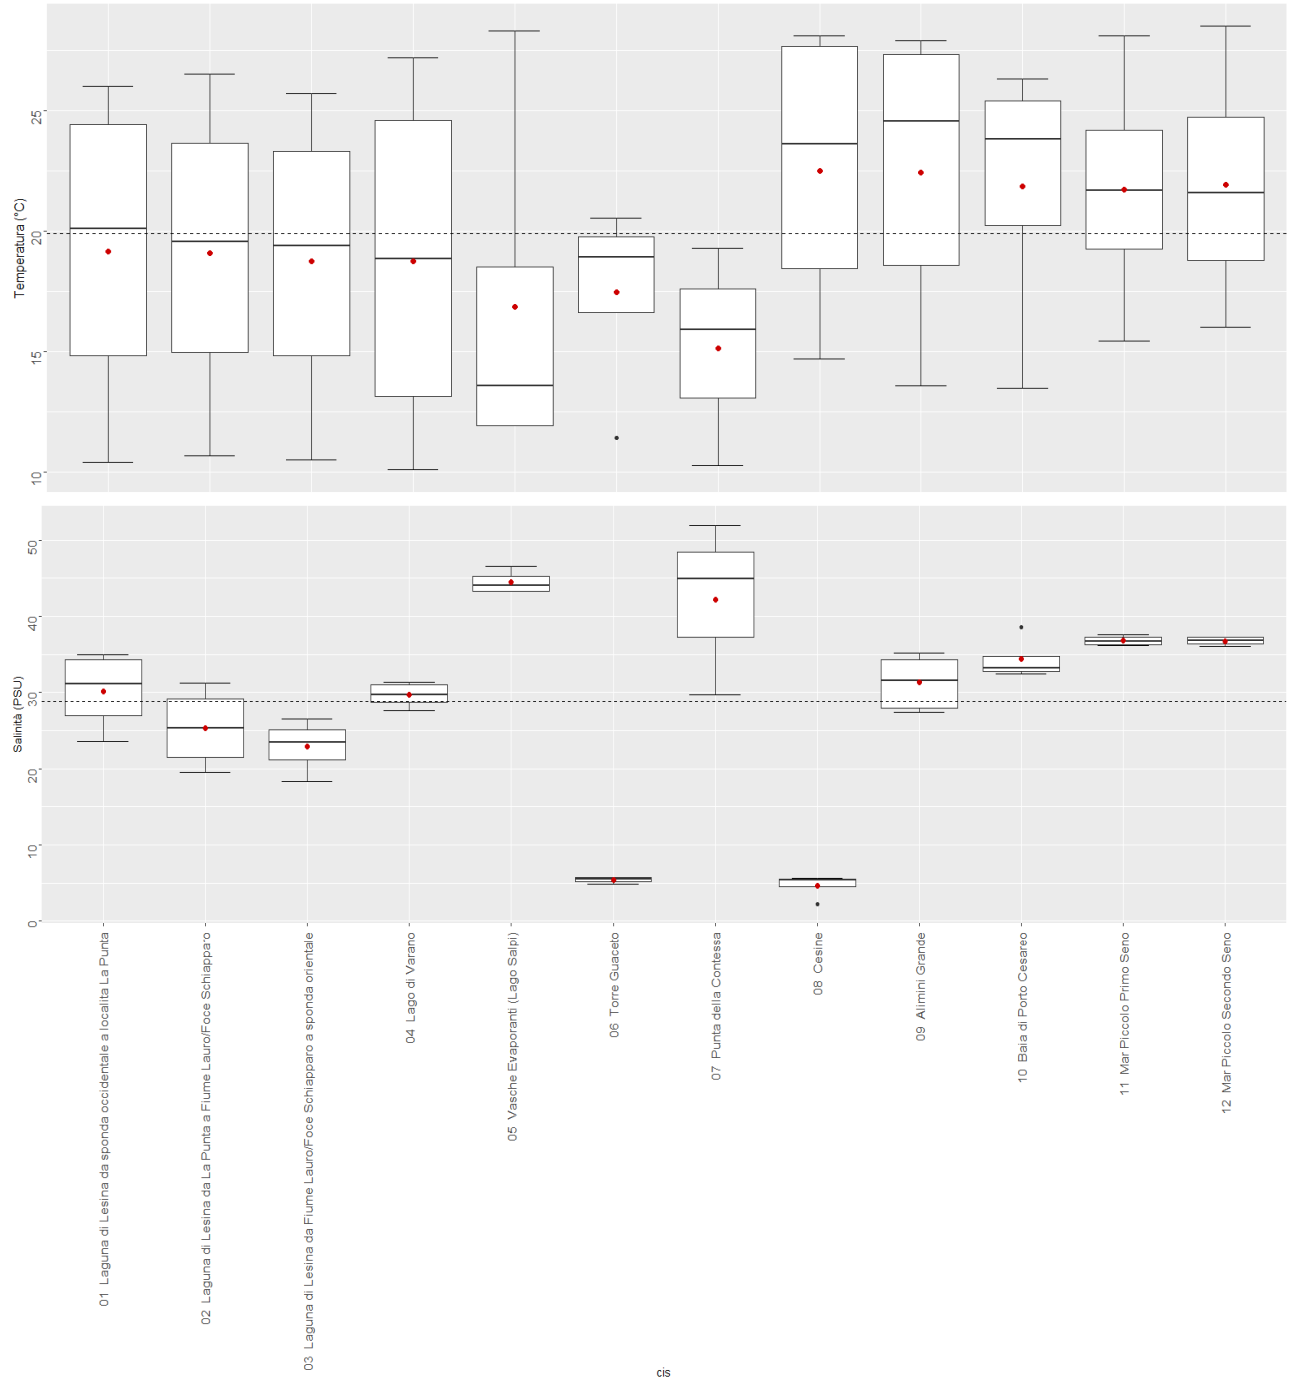 Temperatura (°C)
25
20
15
10
Salinità (PSU)
50
40
30
20
10
0
01 Laguna di Lesina da sponda occidentale a localita La Punta
02 Laguna di Lesina da La Punta a Fiume Lauro/Foce Schiapparo
03 Laguna di Lesina da Fiume Lauro/Foce Schiapparo a sponda orientale
04 Lago di Varano
05 Vasche Evaporanti (Lago Salpi)
06 Torre Guaceto
07 Punta della Contessa
08 Cesine
09 Alimini Grande
10 Baia di Porto Cesareo
11 Mar Piccolo Primo Seno
12 Mar Piccolo Secondo Seno
cis